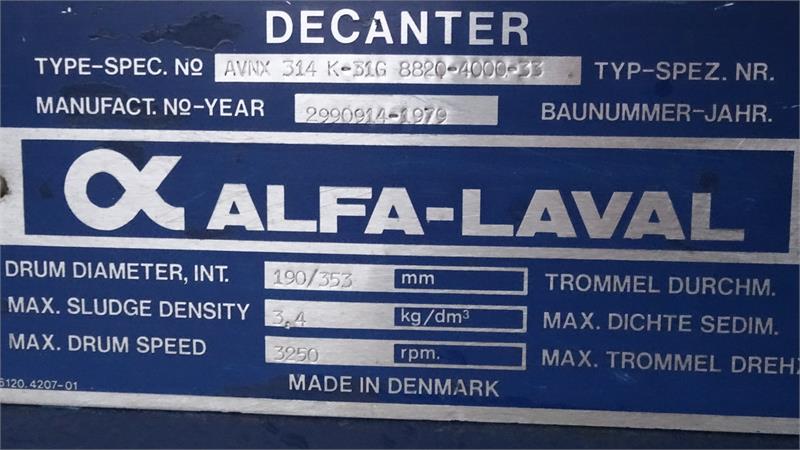 DECANTER
TYPE-SPEC. No AVNX 314 K-31G 8820-4000-33 TYP-SPEZ. NR.
MANUFACT. No-YEAR 2990914-1979 BAUNUMMER-JAHR.
ALFA-LAVAL
DRUM DIAMETER, INT. 190/353 mm TROMMEL DURCHM.
MAX. SLUDGE DENSITY 3,4 kg/dm³ MAX. DICHTE SEDIM.
MAX. DRUM SPEED 3250 rpm. MAX. TROMMEL DREHZ
6120.4207-01 MADE IN DENMARK